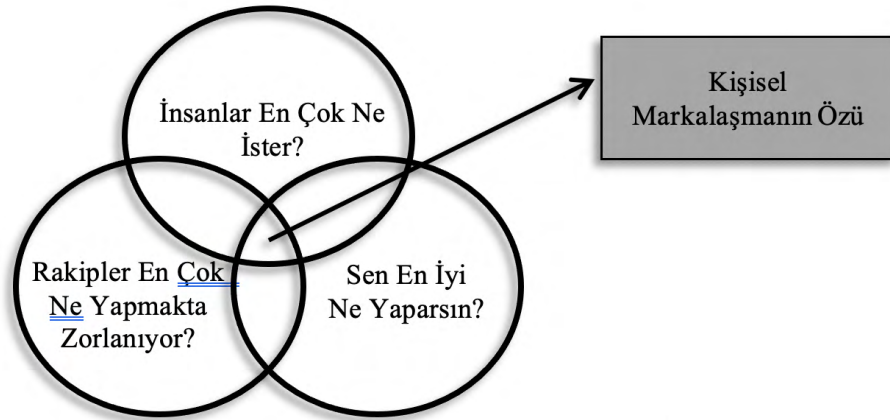 İnsanlar En Çok Ne
İster?
Kişisel
Markalaşmanın Özü
Rakipler En Çok
Ne Yapmakta
Zorlanıyor?
Sen En İyi
Ne Yaparsın?